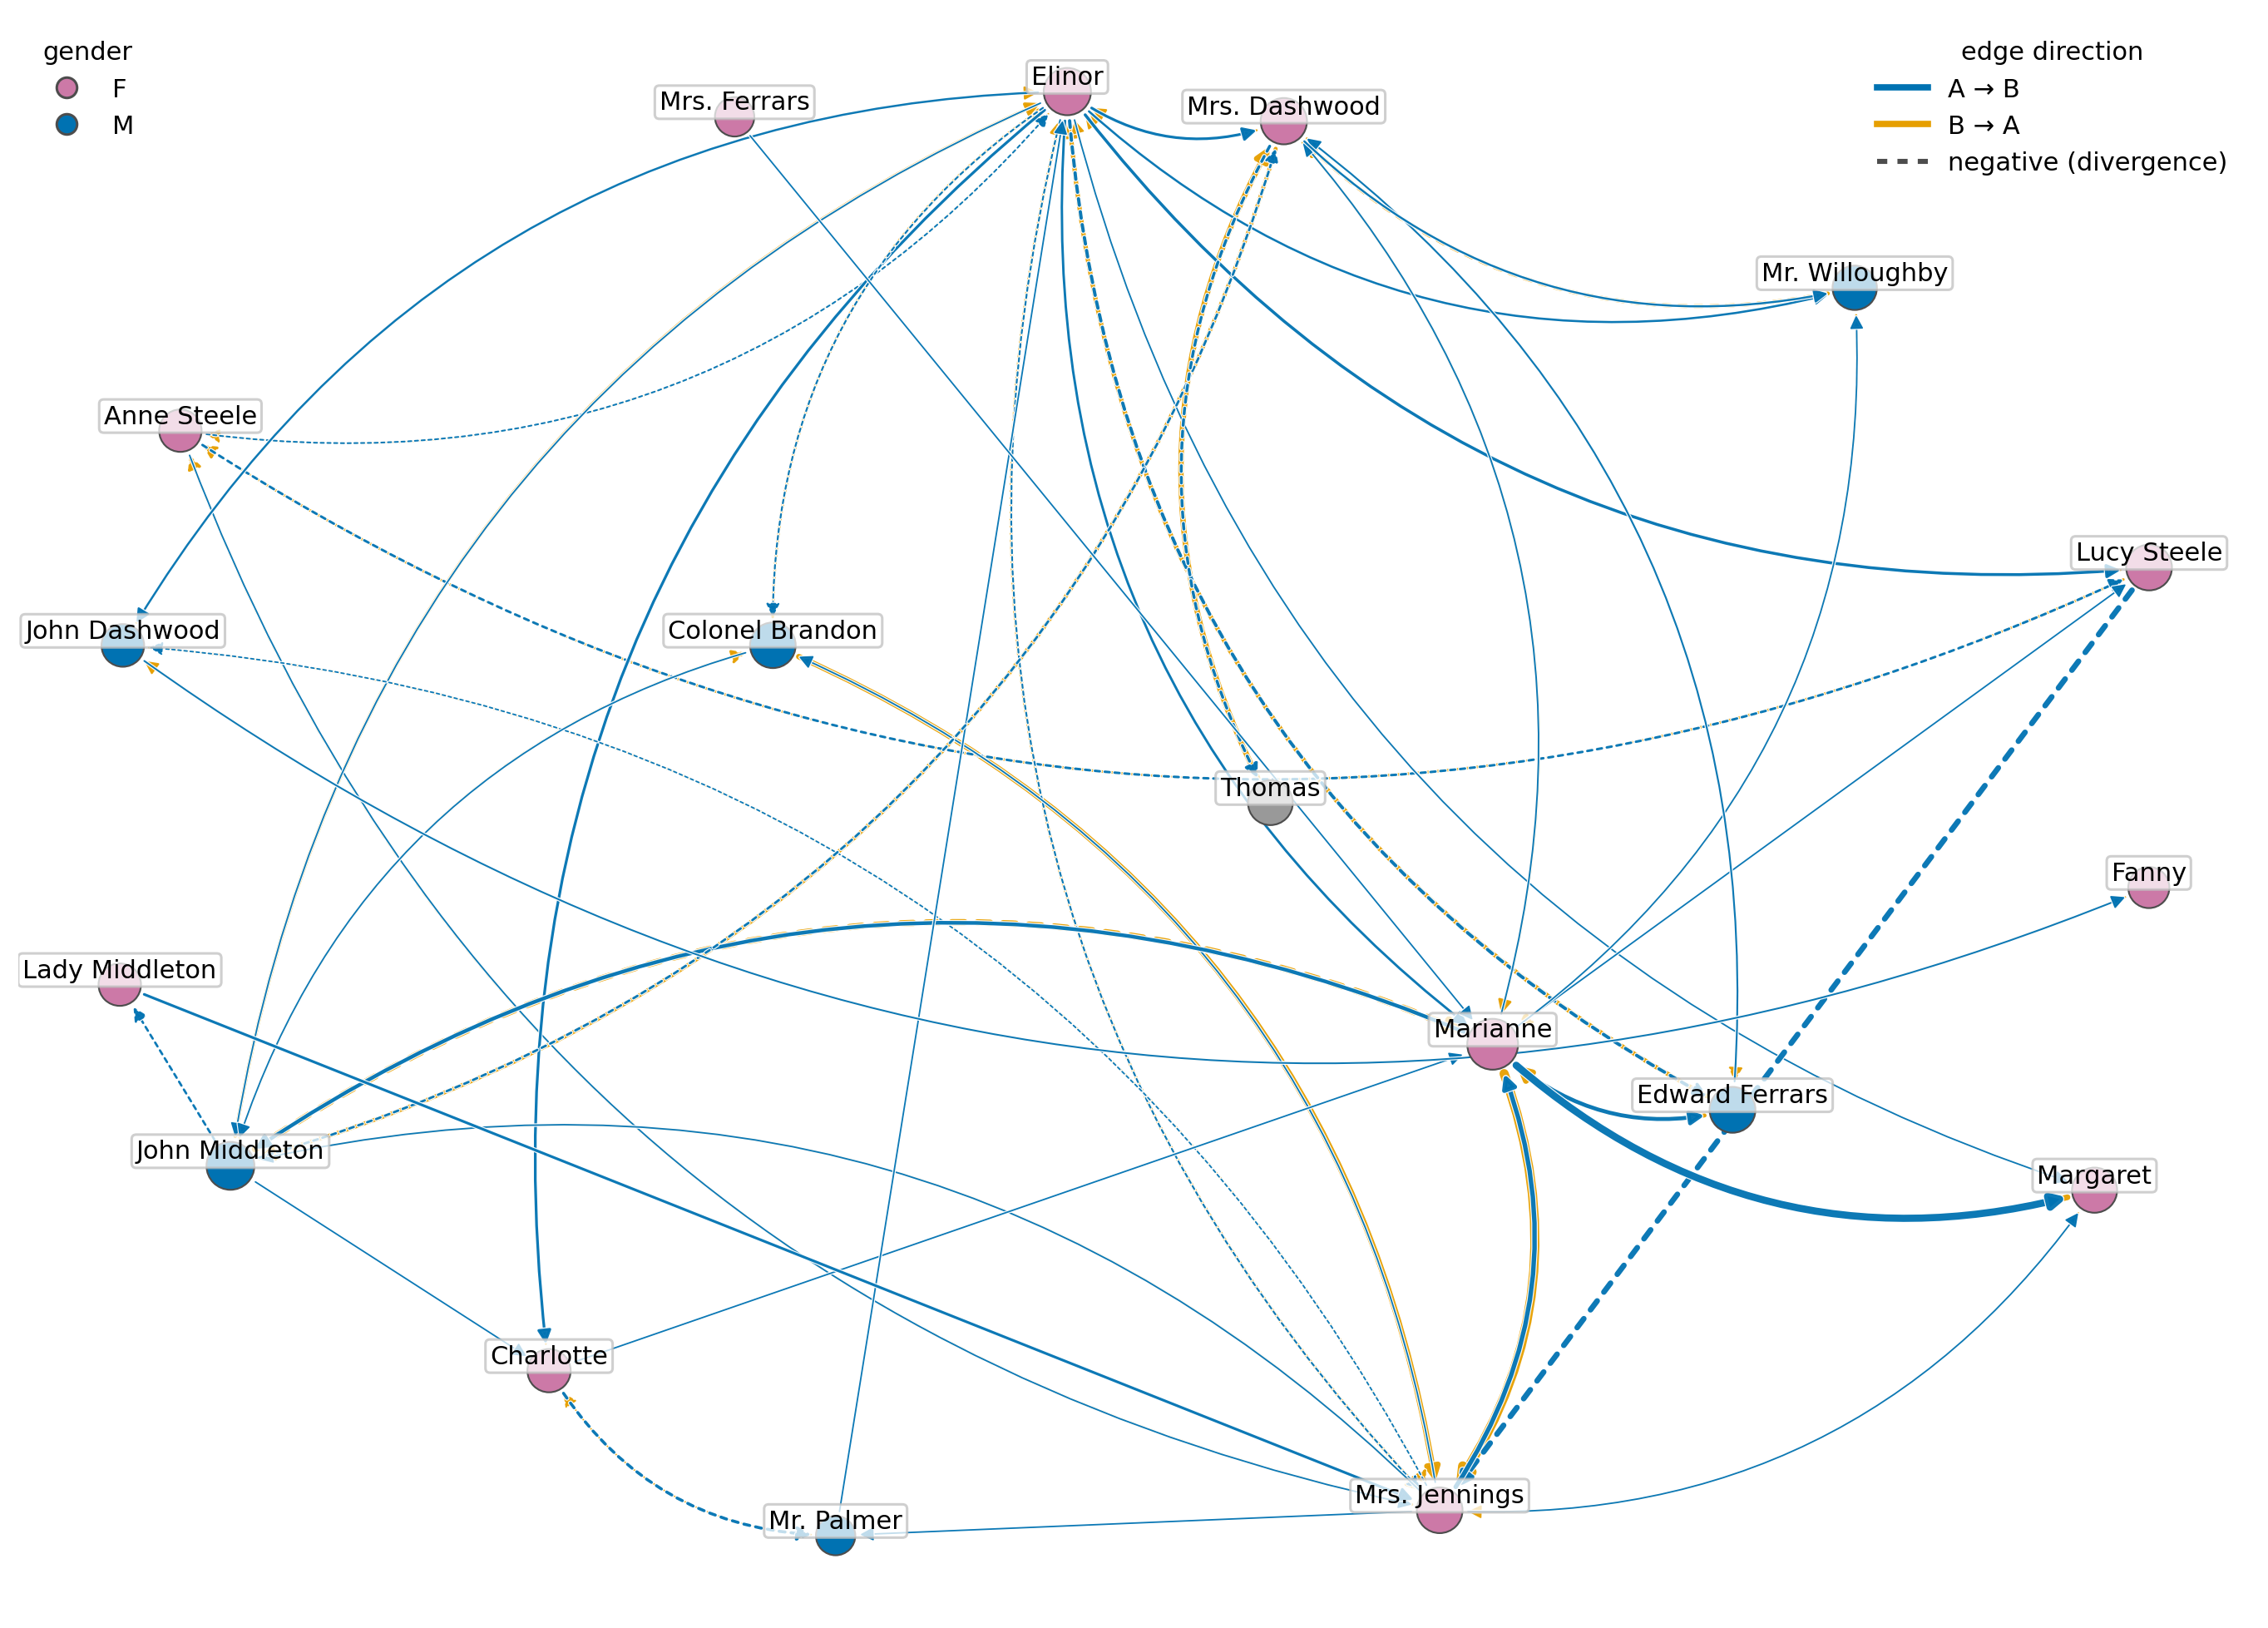 gender
F
M
edge direction
A → B
B → A
negative (divergence)
Elinor
Mrs. Ferrars
Mrs. Dashwood
Mr. Willoughby
Anne Steele
Lucy Steele
John Dashwood
Colonel Brandon
Thomas
Fanny
Lady Middleton
Marianne
Edward Ferrars
John Middleton
Margaret
Charlotte
Mrs. Jennings
Mr. Palmer